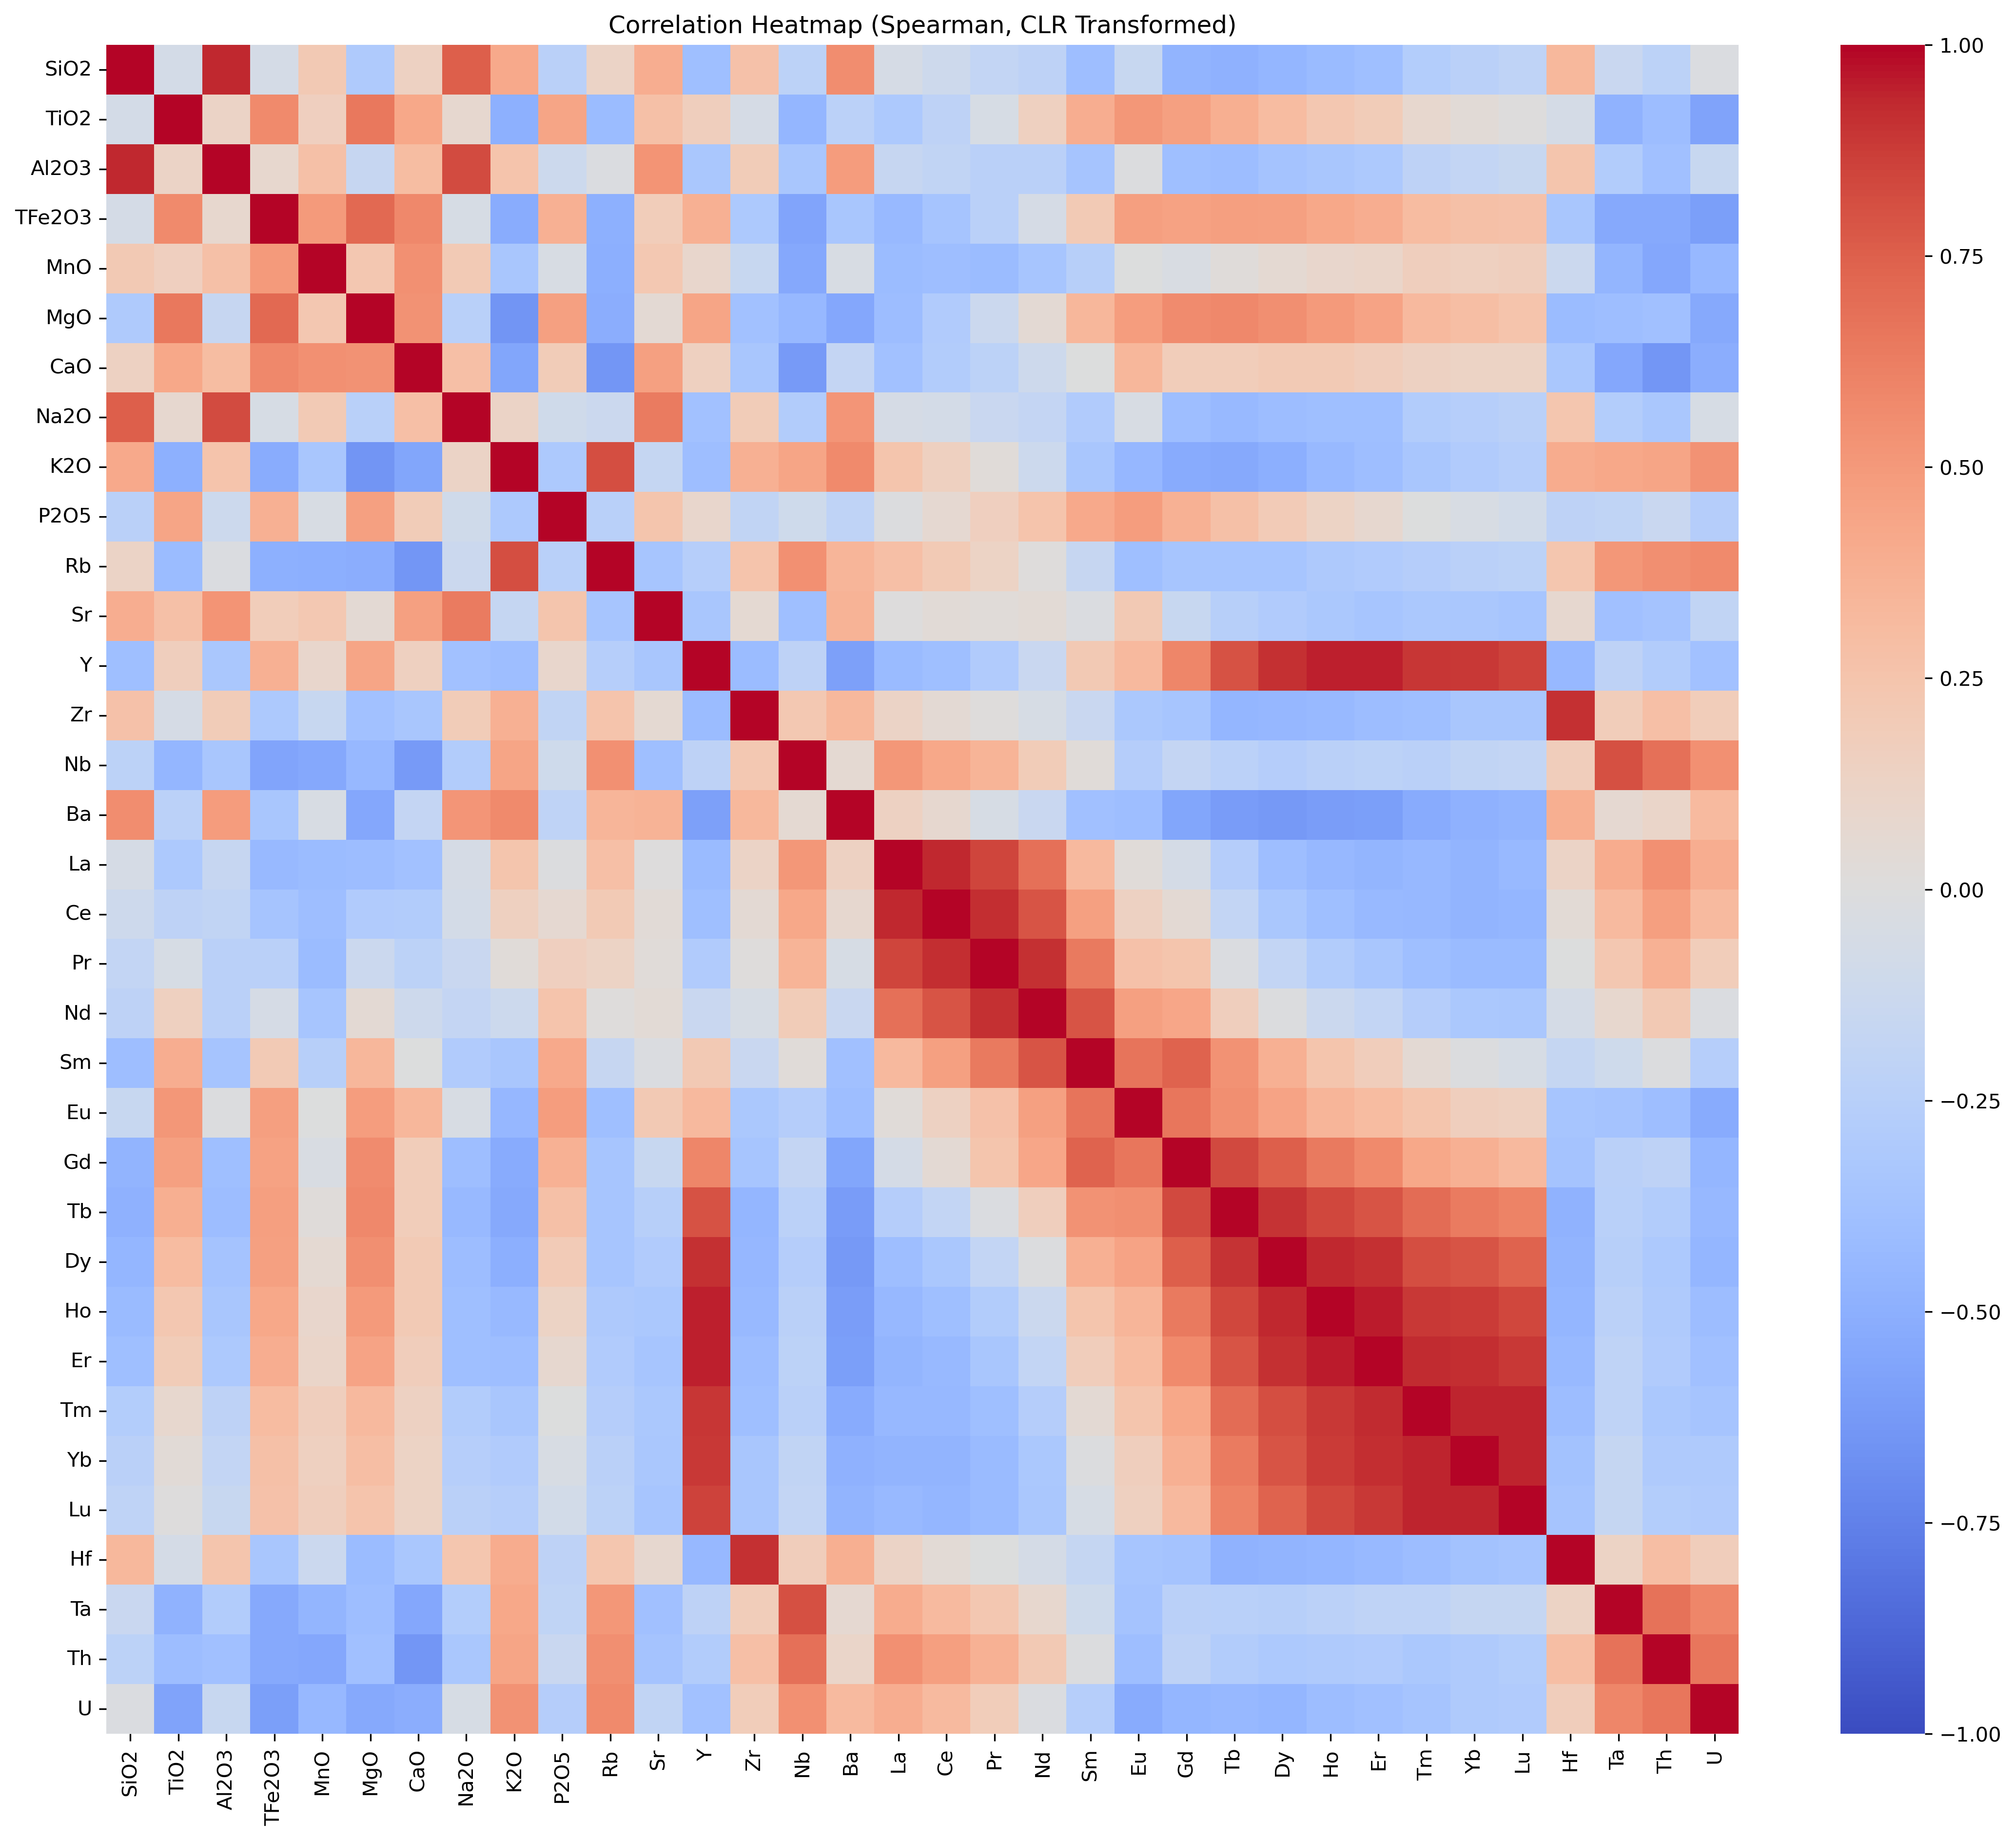 Correlation Heatmap (Spearman, CLR Transformed)
SiO2
TiO2
Al2O3
TFe2O3
MnO
MgO
CaO
Na2O
K2O
P2O5
Rb
Sr
Y
Zr
Nb
Ba
La
Ce
Pr
Nd
Sm
Eu
Gd
Tb
Dy
Ho
Er
Tm
Yb
Lu
Hf
Ta
Th
U
SiO2 TiO2 Al2O3 TFe2O3 MnO MgO CaO Na2O K2O P2O5 Rb Sr Y Zr Nb Ba La Ce Pr Nd Sm Eu Gd Tb Dy Ho Er Tm Yb Lu Hf Ta Th U
1.00
0.75
0.50
0.25
0.00
−0.25
−0.50
−0.75
−1.00